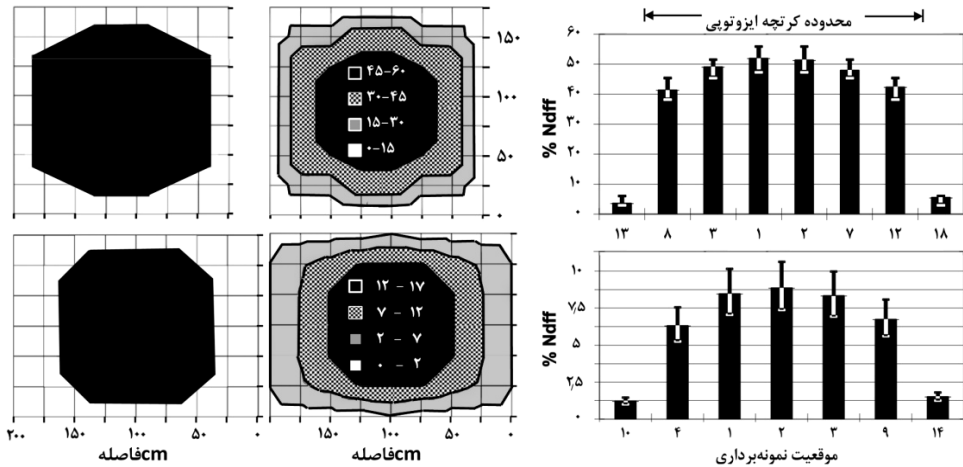 محدوده کرتچه ایزوتوپی
% Ndff
۶۰
۵۰
۴۰
۳۰
۲۰
۱۰
۰
۱۳ ۸ ۳ ۱ ۲ ۷ ۱۲ ۱۸
۱۵۰
۱۰۰
۵۰
۰
۴۵-۶۰
۳۰-۴۵
۱۵-۳۰
۰-۱۵
% Ndff
۱۰
۷,۵
۵
۲,۵
۰
۱۰ ۴ ۱ ۲ ۳ ۹ ۱۴
موقعیت نمونه‌برداری
۱۲ - ۱۷
۷ - ۱۲
۲ - ۷
۰ - ۲
۱۵۰ ۱۰۰ ۵۰ ۰
فاصلهcm
۲۰۰ ۱۵۰ ۱۰۰ ۵۰ ۰
فاصلهcm